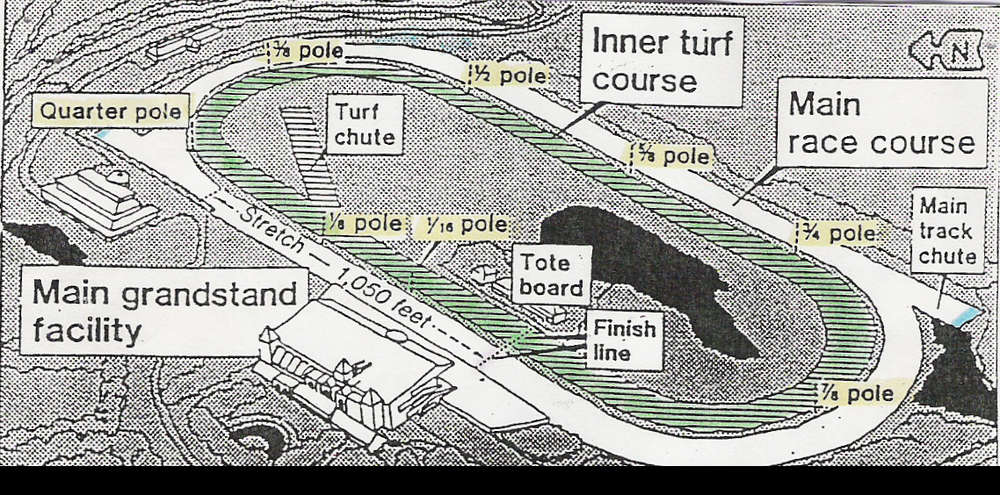 ⅜ pole
½ pole
Inner turf
course
N
Quarter pole
Turf
chute
Main
race course
⅝ pole
Main
track
chute
¾ pole
⅛ pole
1/16 pole
Stretch — 1,050 feet
Tote
board
Main grandstand
facility
Finish
line
⅞ pole